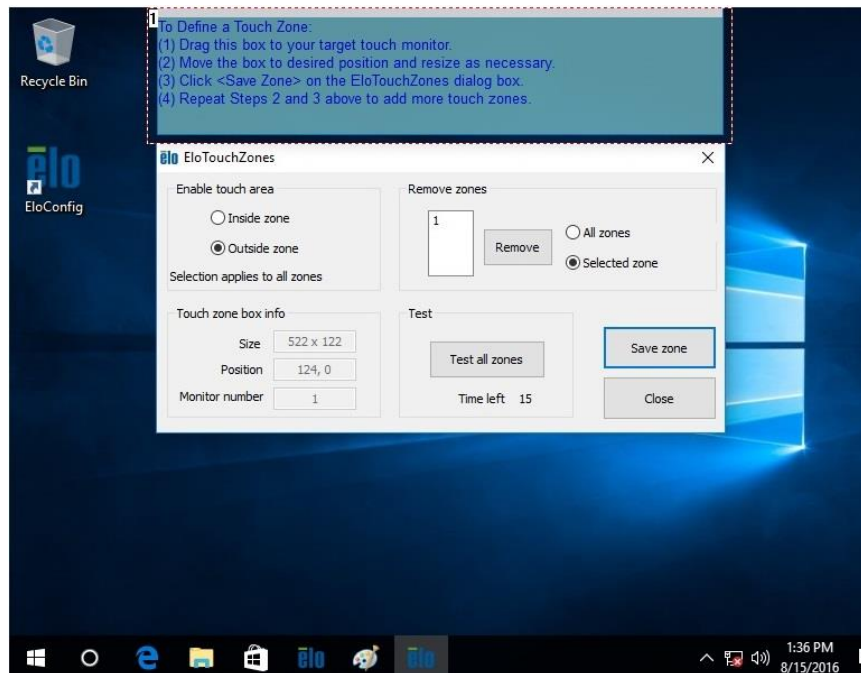 Recycle Bin
EloConfig
1
To Define a Touch Zone:
(1) Drag this box to your target touch monitor.
(2) Move the box to desired position and resize as necessary.
(3) Click <Save Zone> on the EloTouchZones dialog box.
(4) Repeat Steps 2 and 3 above to add more touch zones.
elo EloTouchZones
Enable touch area
Inside zone
Outside zone
Selection applies to all zones
Remove zones
1
Remove
All zones
Selected zone
Touch zone box info
Size 522 x 122
Position 124, 0
Monitor number 1
Test
Test all zones
Time left 15
Save zone
Close
elo
elo
elo
1:36 PM
8/15/2016